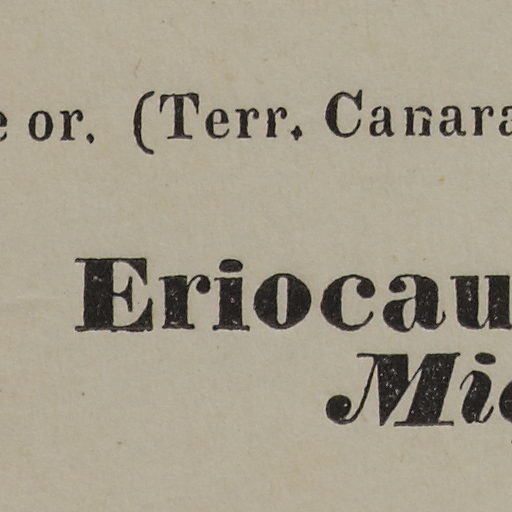 e or. (Terr. Canara
Eriocau
Mi